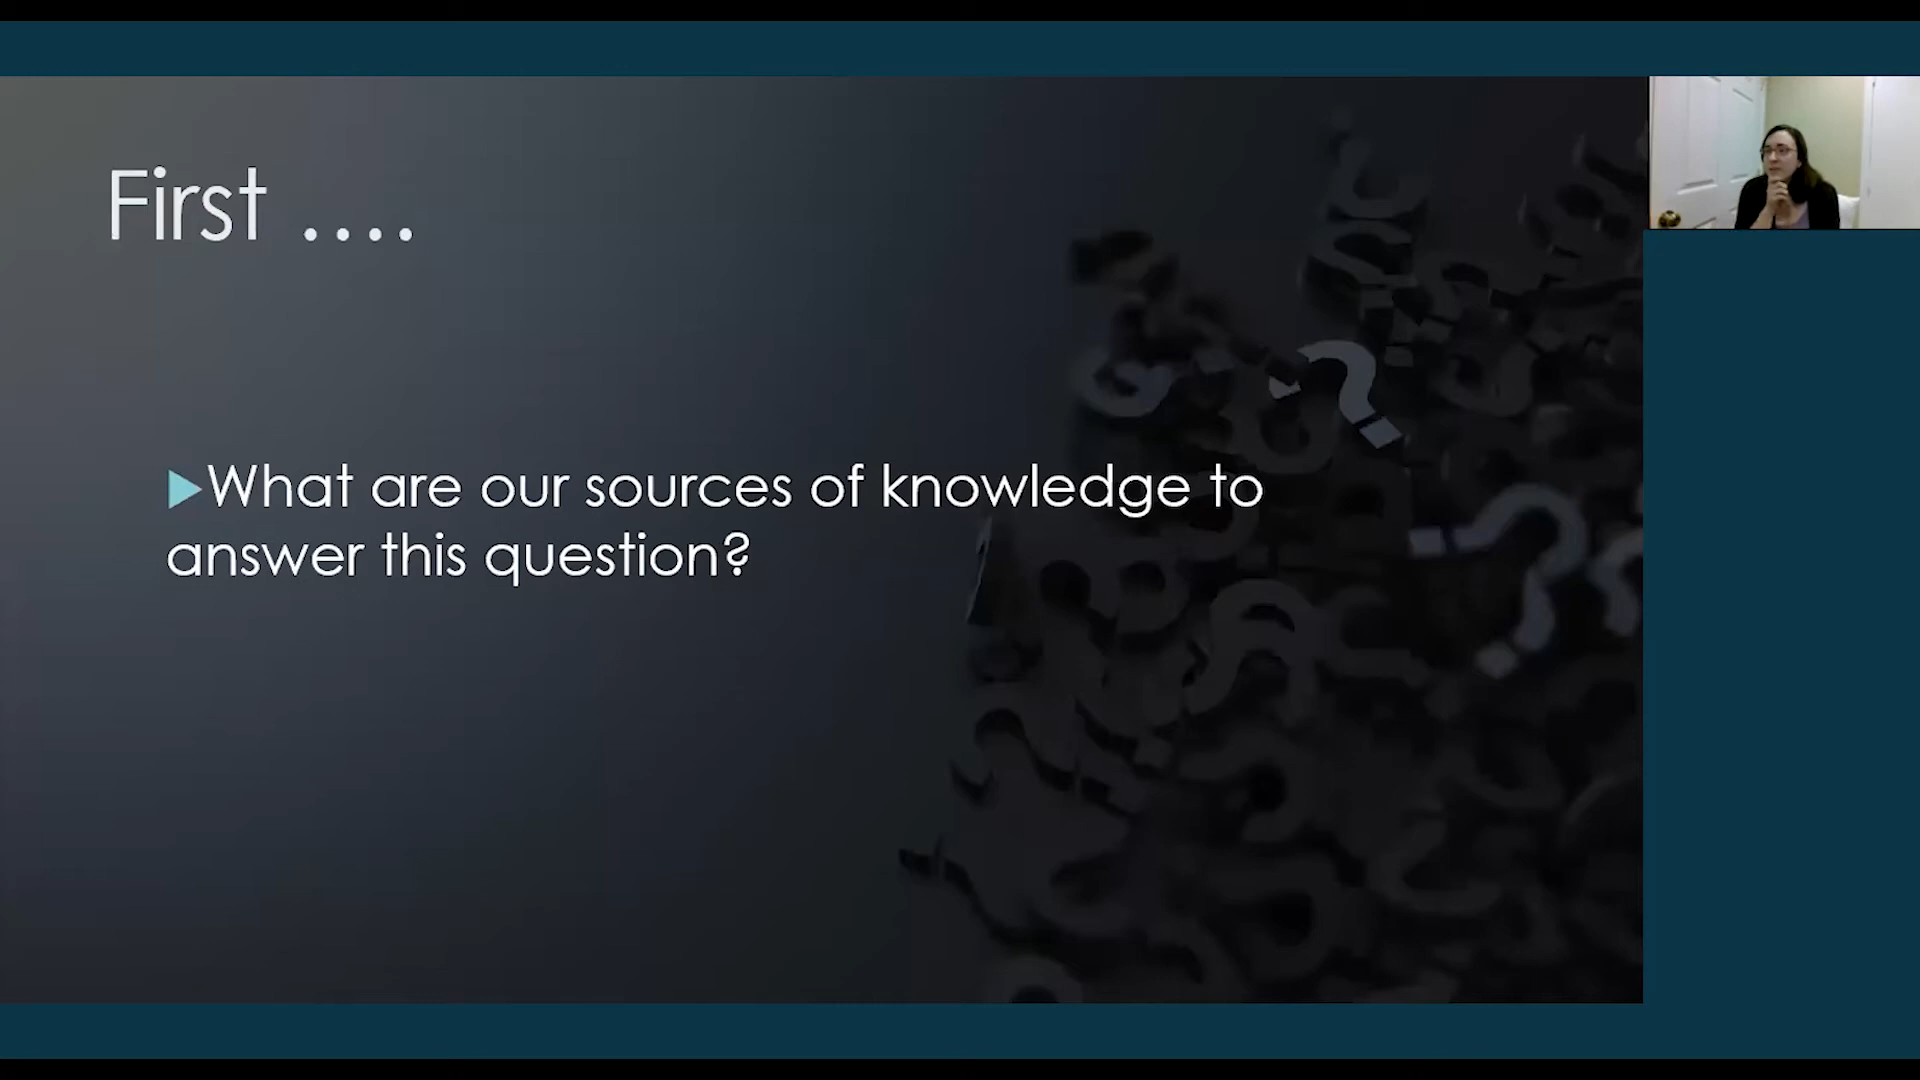 First ....
What are our sources of knowledge to
answer this question?